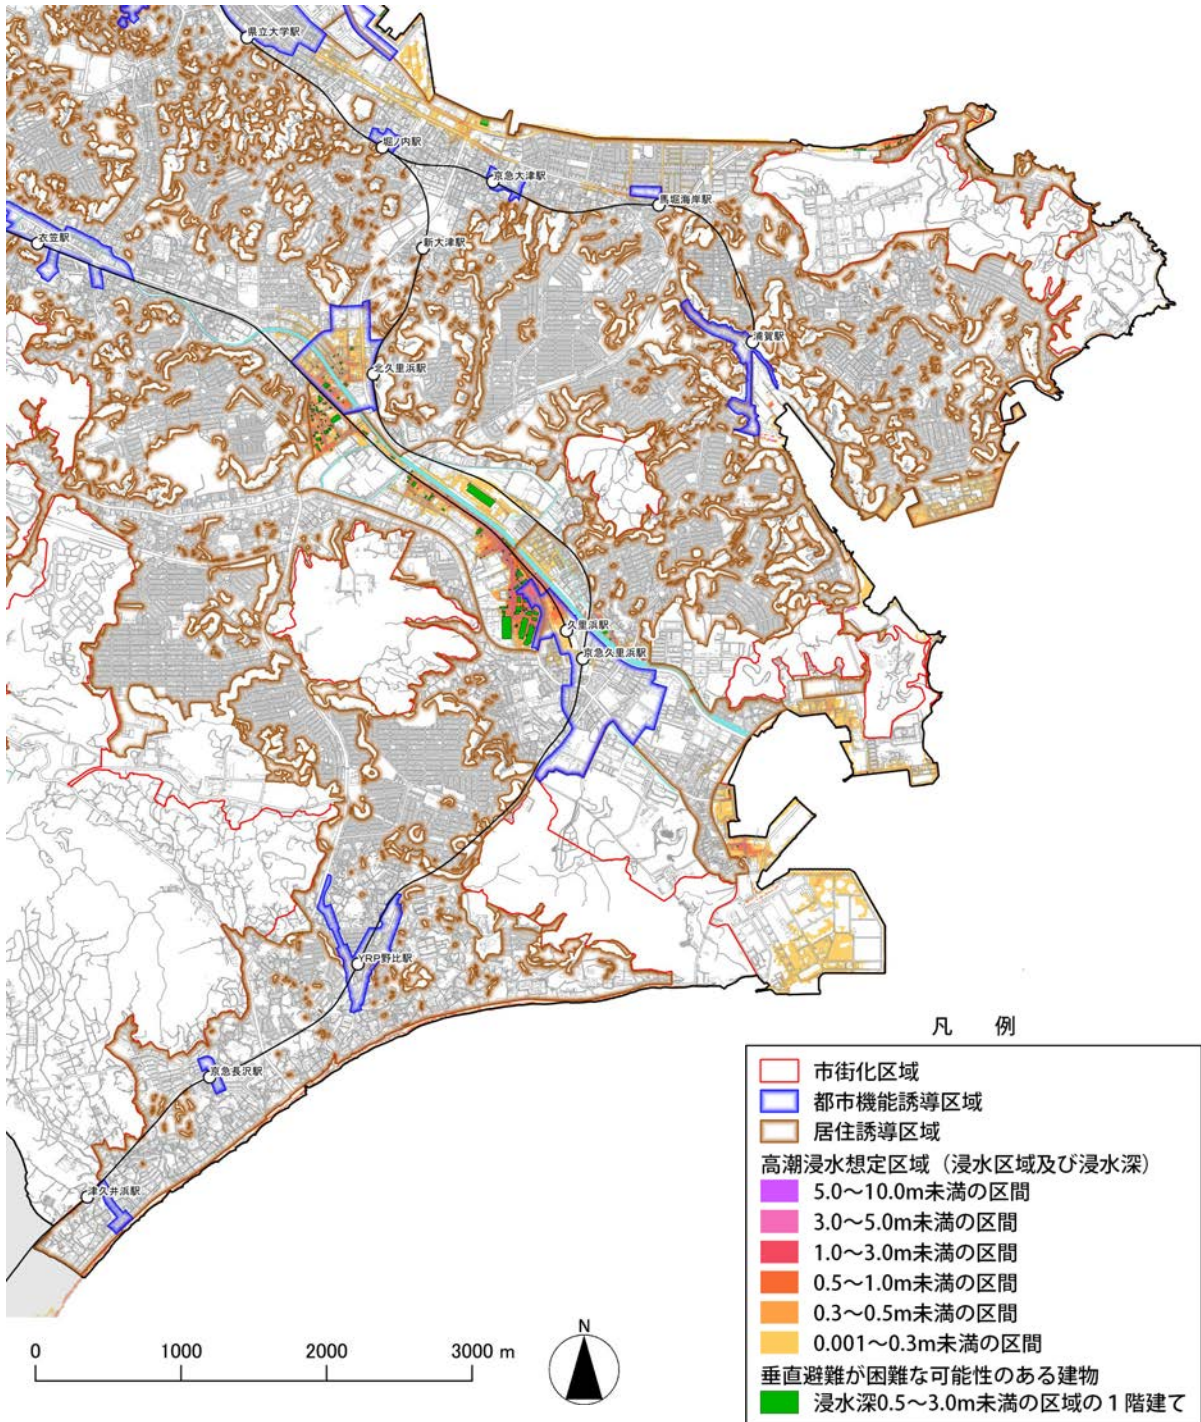 県立大学駅
堀ノ内駅
京急大津駅
馬堀海岸駅
衣笠駅
新大津駅
浦賀駅
北久里浜駅
久里浜駅
京急久里浜駅
YRP野比駅
京急長沢駅
津久井浜駅
凡 例
市街化区域
都市機能誘導区域
居住誘導区域
高潮浸水想定区域（浸水区域及び浸水深）
5.0～10.0m未満の区間
3.0～5.0m未満の区間
1.0～3.0m未満の区間
0.5～1.0m未満の区間
0.3～0.5m未満の区間
0.001～0.3m未満の区間
垂直避難が困難な可能性のある建物
浸水深0.5～3.0m未満の区域の１階建て
0 1000 2000 3000 m
N